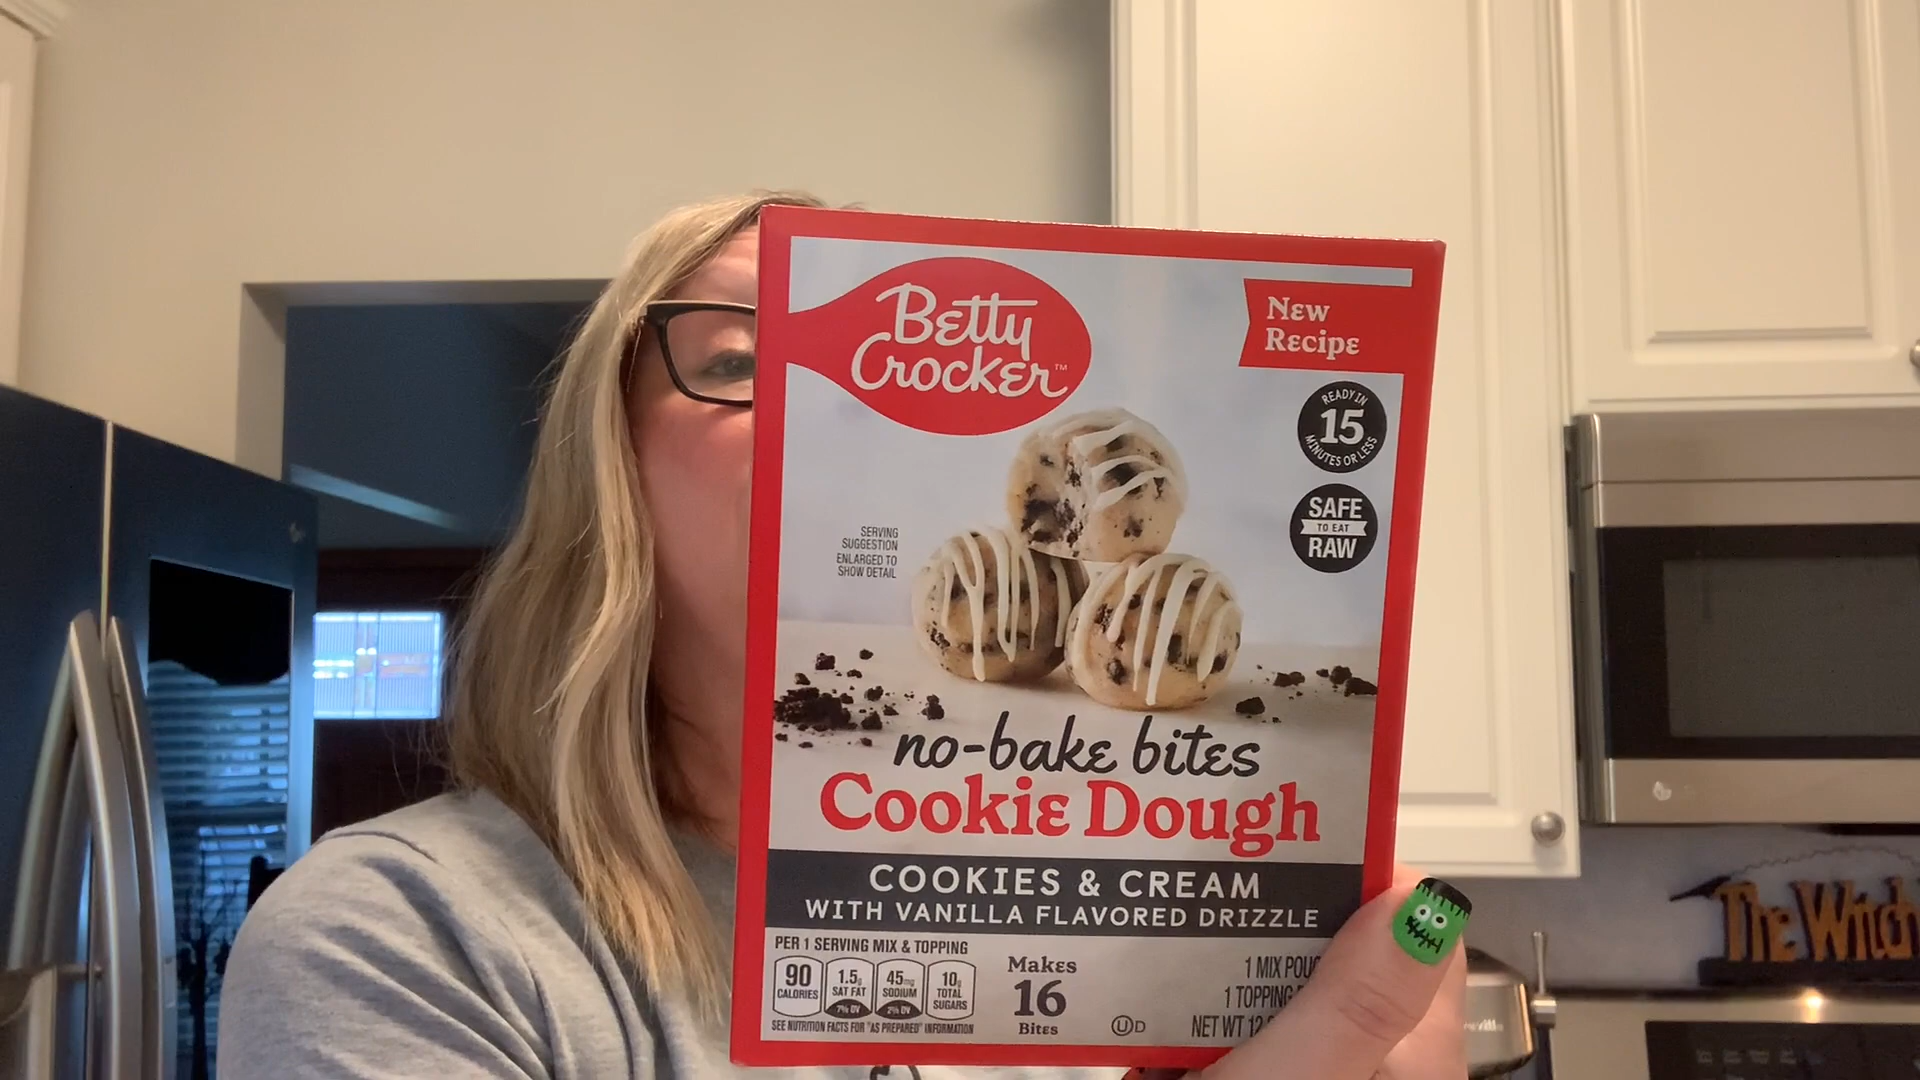 Betty
Crocker™
New
Recipe
READY IN
15
MINUTES OR LESS
SAFE
TO EAT
RAW
SERVING
SUGGESTION
ENLARGED TO
SHOW DETAIL
no-bake bites
Cookie Dough
COOKIES & CREAM
WITH VANILLA FLAVORED DRIZZLE
PER 1 SERVING MIX & TOPPING
90
CALORIES
1.5g
SAT FAT
7% DV
45mg
SODIUM
2% DV
10g
TOTAL
SUGARS
SEE NUTRITION FACTS FOR "AS PREPARED" INFORMATION
Makes
16
Bites
U D
1 MIX POUC
1 TOPPING
NET WT 12
The Witch